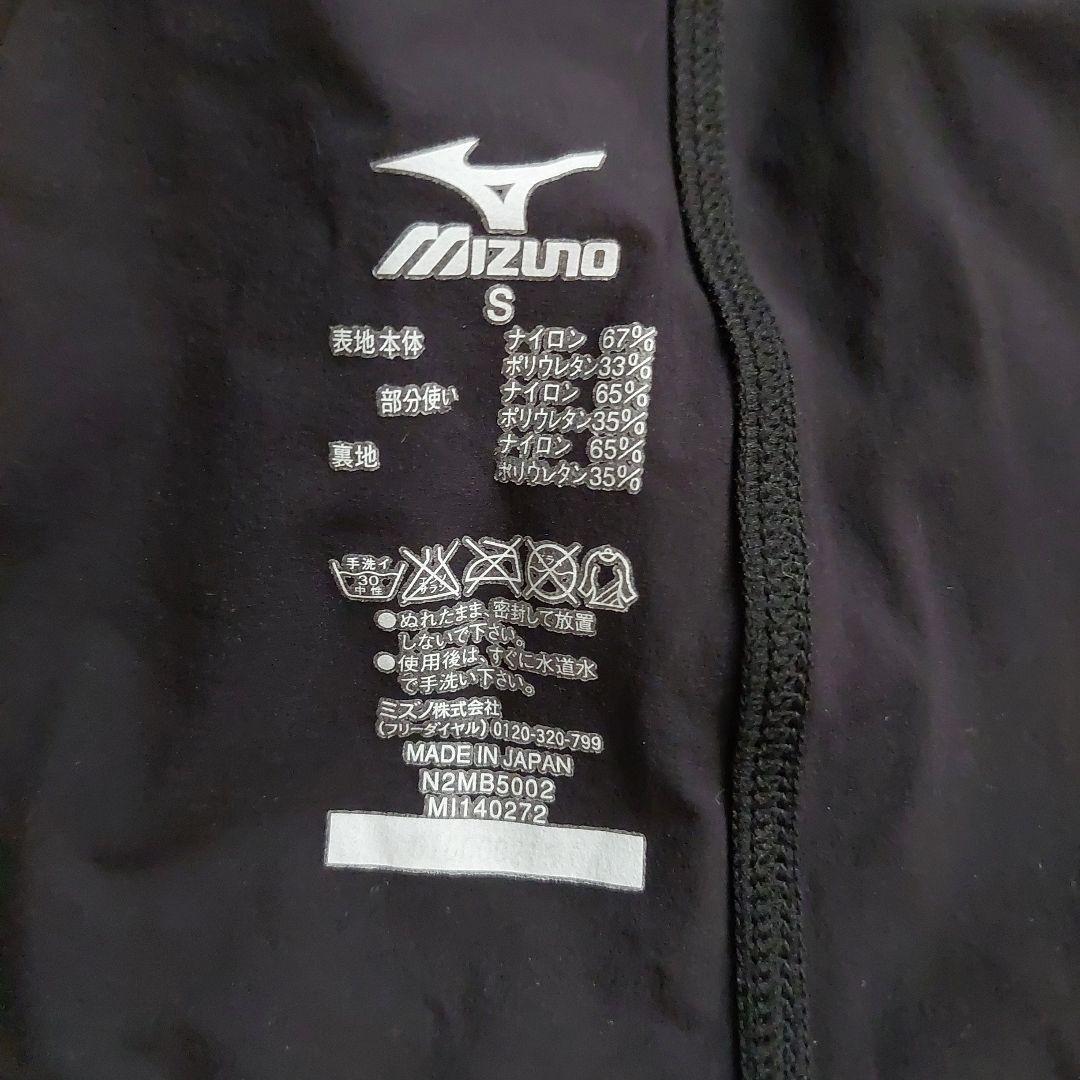 MIZUNO
S
表地本体 ナイロン 67%
ポリウレタン33%
部分使い ナイロン 65%
ポリウレタン35%
裏地 ナイロン 65%
ポリウレタン35%
手洗イ
30
中性
●ぬれたまま、密封して放置
しないで下さい。
●使用後は、すぐに水道水
で手洗い下さい。
ミズノ株式会社
(フリーダイヤル)0120-320-799
MADE IN JAPAN
N2MB5002
MI140272